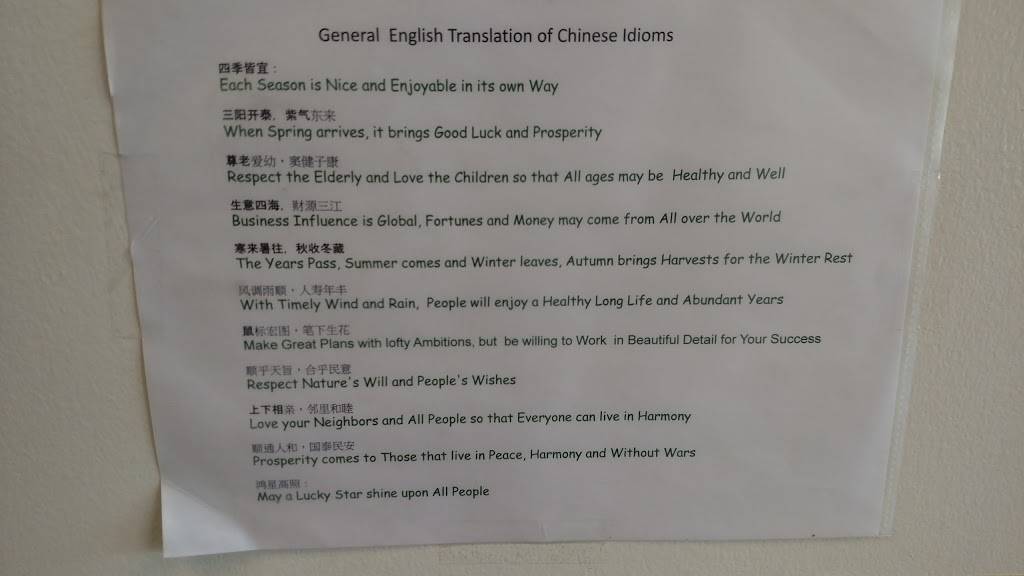 General English Translation of Chinese Idioms
四季皆宜：
Each Season is Nice and Enjoyable in its own Way
三阳开泰，紫气东来
When Spring arrives, it brings Good Luck and Prosperity
尊老爱幼，窦健子康
Respect the Elderly and Love the Children so that All ages may be Healthy and Well
生意四海，财源三江
Business Influence is Global, Fortunes and Money may come from All over the World
寒来暑往，秋收冬藏
The Years Pass, Summer comes and Winter leaves, Autumn brings Harvests for the Winter Rest
风调雨顺，人寿年丰
With Timely Wind and Rain, People will enjoy a Healthy Long Life and Abundant Years
鼠标宏图，笔下生花
Make Great Plans with lofty Ambitions, but be willing to Work in Beautiful Detail for Your Success
顺乎天旨，合乎民意
Respect Nature's Will and People's Wishes
上下相亲，邻里和睦
Love your Neighbors and All People so that Everyone can live in Harmony
顺通人和，国泰民安
Prosperity comes to Those that live in Peace, Harmony and Without Wars
鸿星高照：
May a Lucky Star shine upon All People